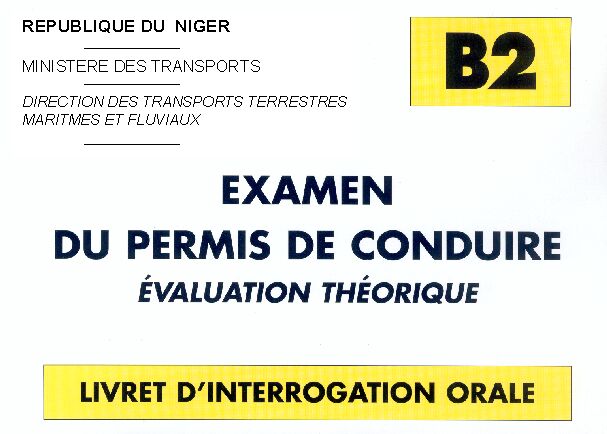 REPUBLIQUE DU NIGER
MINISTERE DES TRANSPORTS
DIRECTION DES TRANSPORTS TERRESTRES
MARITMES ET FLUVIAUX
B2
EXAMEN
DU PERMIS DE CONDUIRE
ÉVALUATION THÉORIQUE
LIVRET D'INTERROGATION ORALE